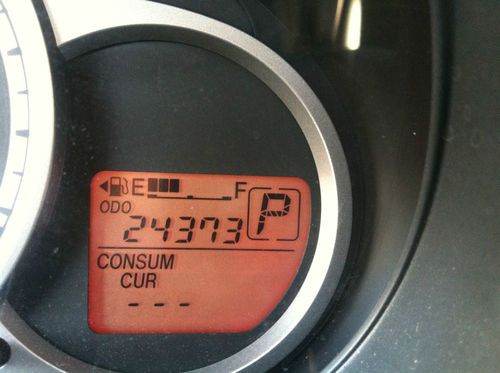 E F
ODO
24373 P
CONSUM
CUR
---